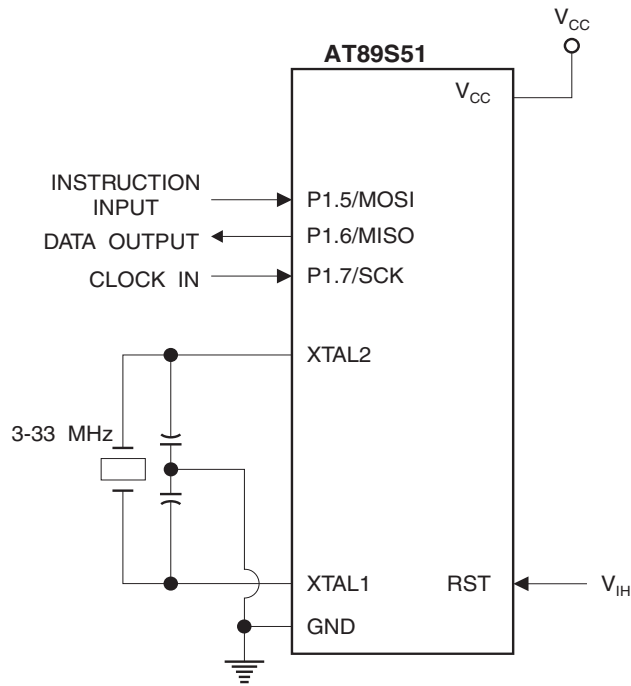 V_CC
AT89S51
V_CC
INSTRUCTION
INPUT
P1.5/MOSI
DATA OUTPUT
P1.6/MISO
CLOCK IN
P1.7/SCK
XTAL2
3-33 MHz
XTAL1
RST
V_IH
GND